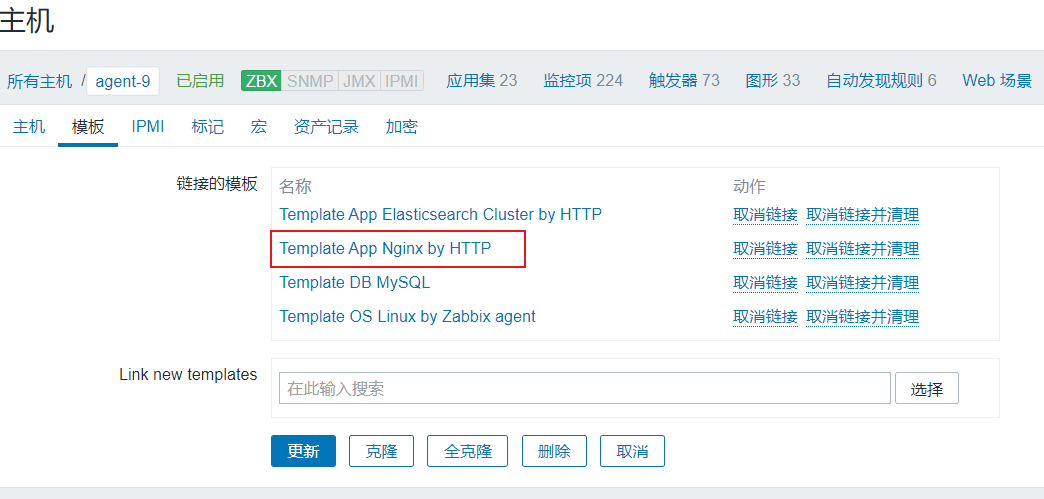 主机
所有主机 / agent-9 已启用 ZBX SNMP JMX IPMI 应用集 23 监控项 224 触发器 73 图形 33 自动发现规则 6 Web 场景
主机 模板 IPMI 标记 宏 资产记录 加密
链接的模板 名称 动作
Template App Elasticsearch Cluster by HTTP 取消链接 取消链接并清理
Template App Nginx by HTTP 取消链接 取消链接并清理
Template DB MySQL 取消链接 取消链接并清理
Template OS Linux by Zabbix agent 取消链接 取消链接并清理
Link new templates 在此输入搜索 选择
更新 克隆 全克隆 删除 取消